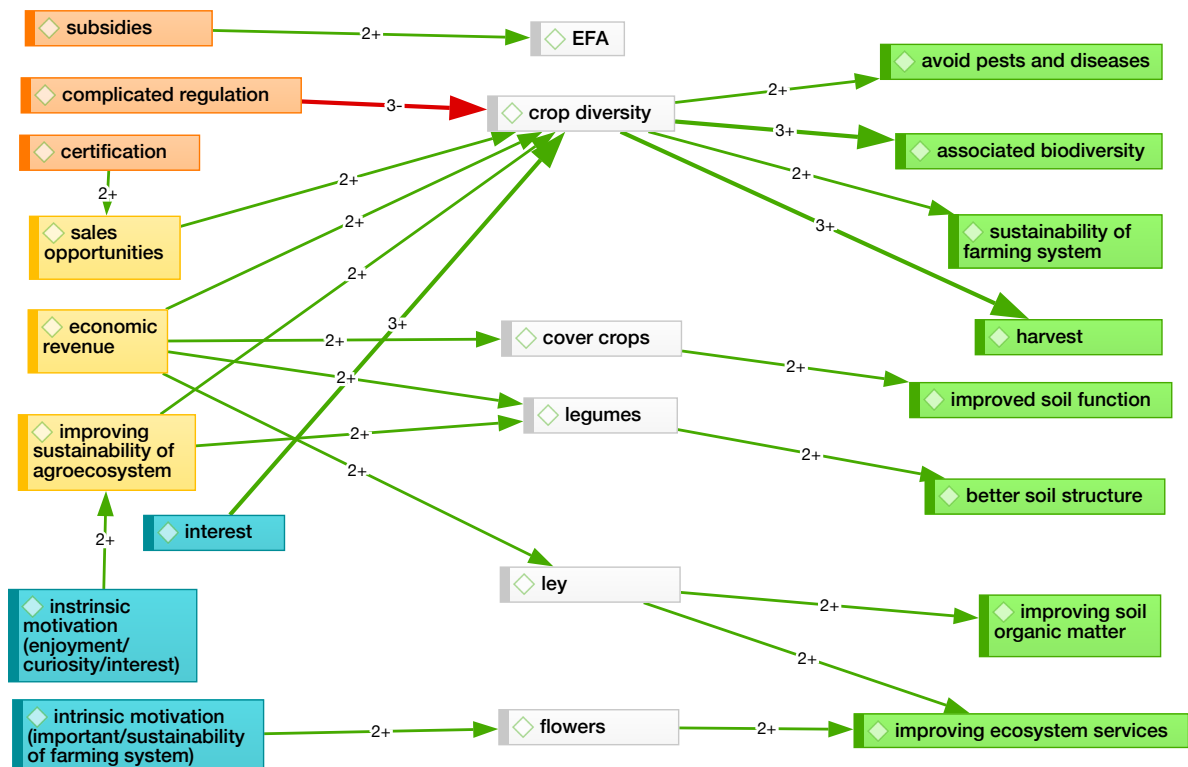 subsidies
2+
EFA
avoid pests and diseases
complicated regulation
3-
crop diversity
2+
3+
associated biodiversity
certification
2+
2+
2+
sales
opportunities
2+
sustainability of
farming system
3+
2+
economic
revenue
3+
2+
cover crops
harvest
2+
2+
improved soil function
legumes
improving
sustainability of
agroecosystem
2+
2+
2+
better soil structure
interest
2+
ley
2+
improving soil
organic matter
instrinsic
motivation
(enjoyment/
curiosity/interest)
2+
intrinsic motivation
(important/sustainability
of farming system)
2+
flowers
2+
improving ecosystem services